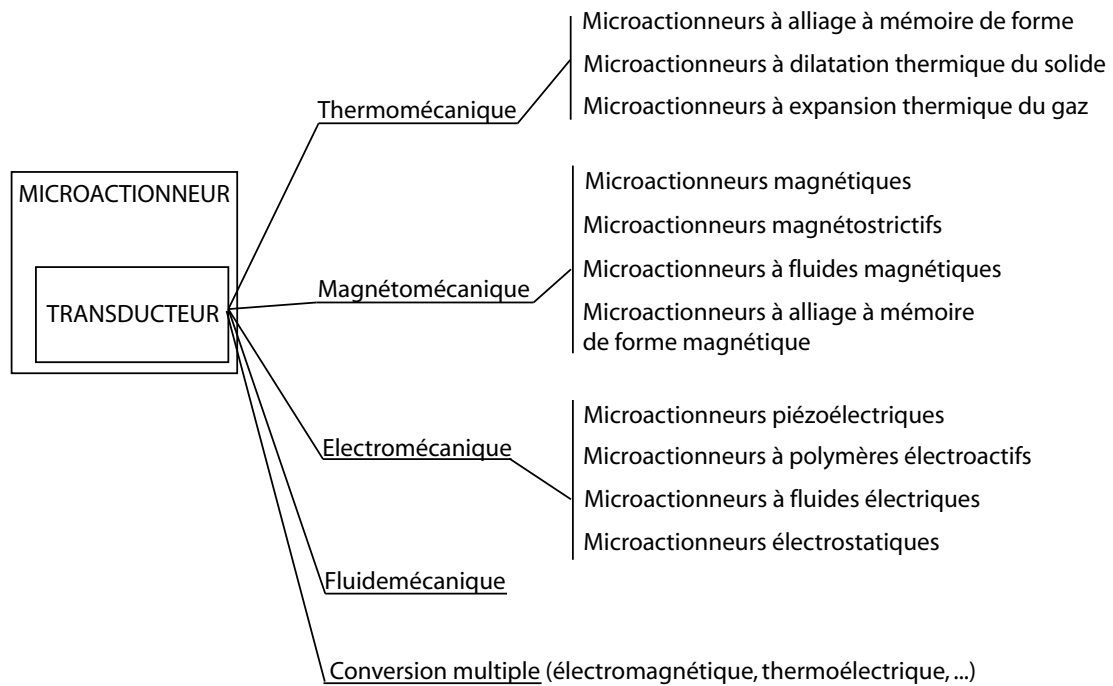 MICROACTIONNEUR
TRANSDUCTEUR
Thermomécanique
Microactionneurs à alliage à mémoire de forme
Microactionneurs à dilatation thermique du solide
Microactionneurs à expansion thermique du gaz
Magnétomécanique
Microactionneurs magnétiques
Microactionneurs magnétostrictifs
Microactionneurs à fluides magnétiques
Microactionneurs à alliage à mémoire
de forme magnétique
Electromécanique
Microactionneurs piézoélectriques
Microactionneurs à polymères électroactifs
Microactionneurs à fluides électriques
Microactionneurs électrostatiques
Fluidemécanique
Conversion multiple (électromagnétique, thermoélectrique, ...)